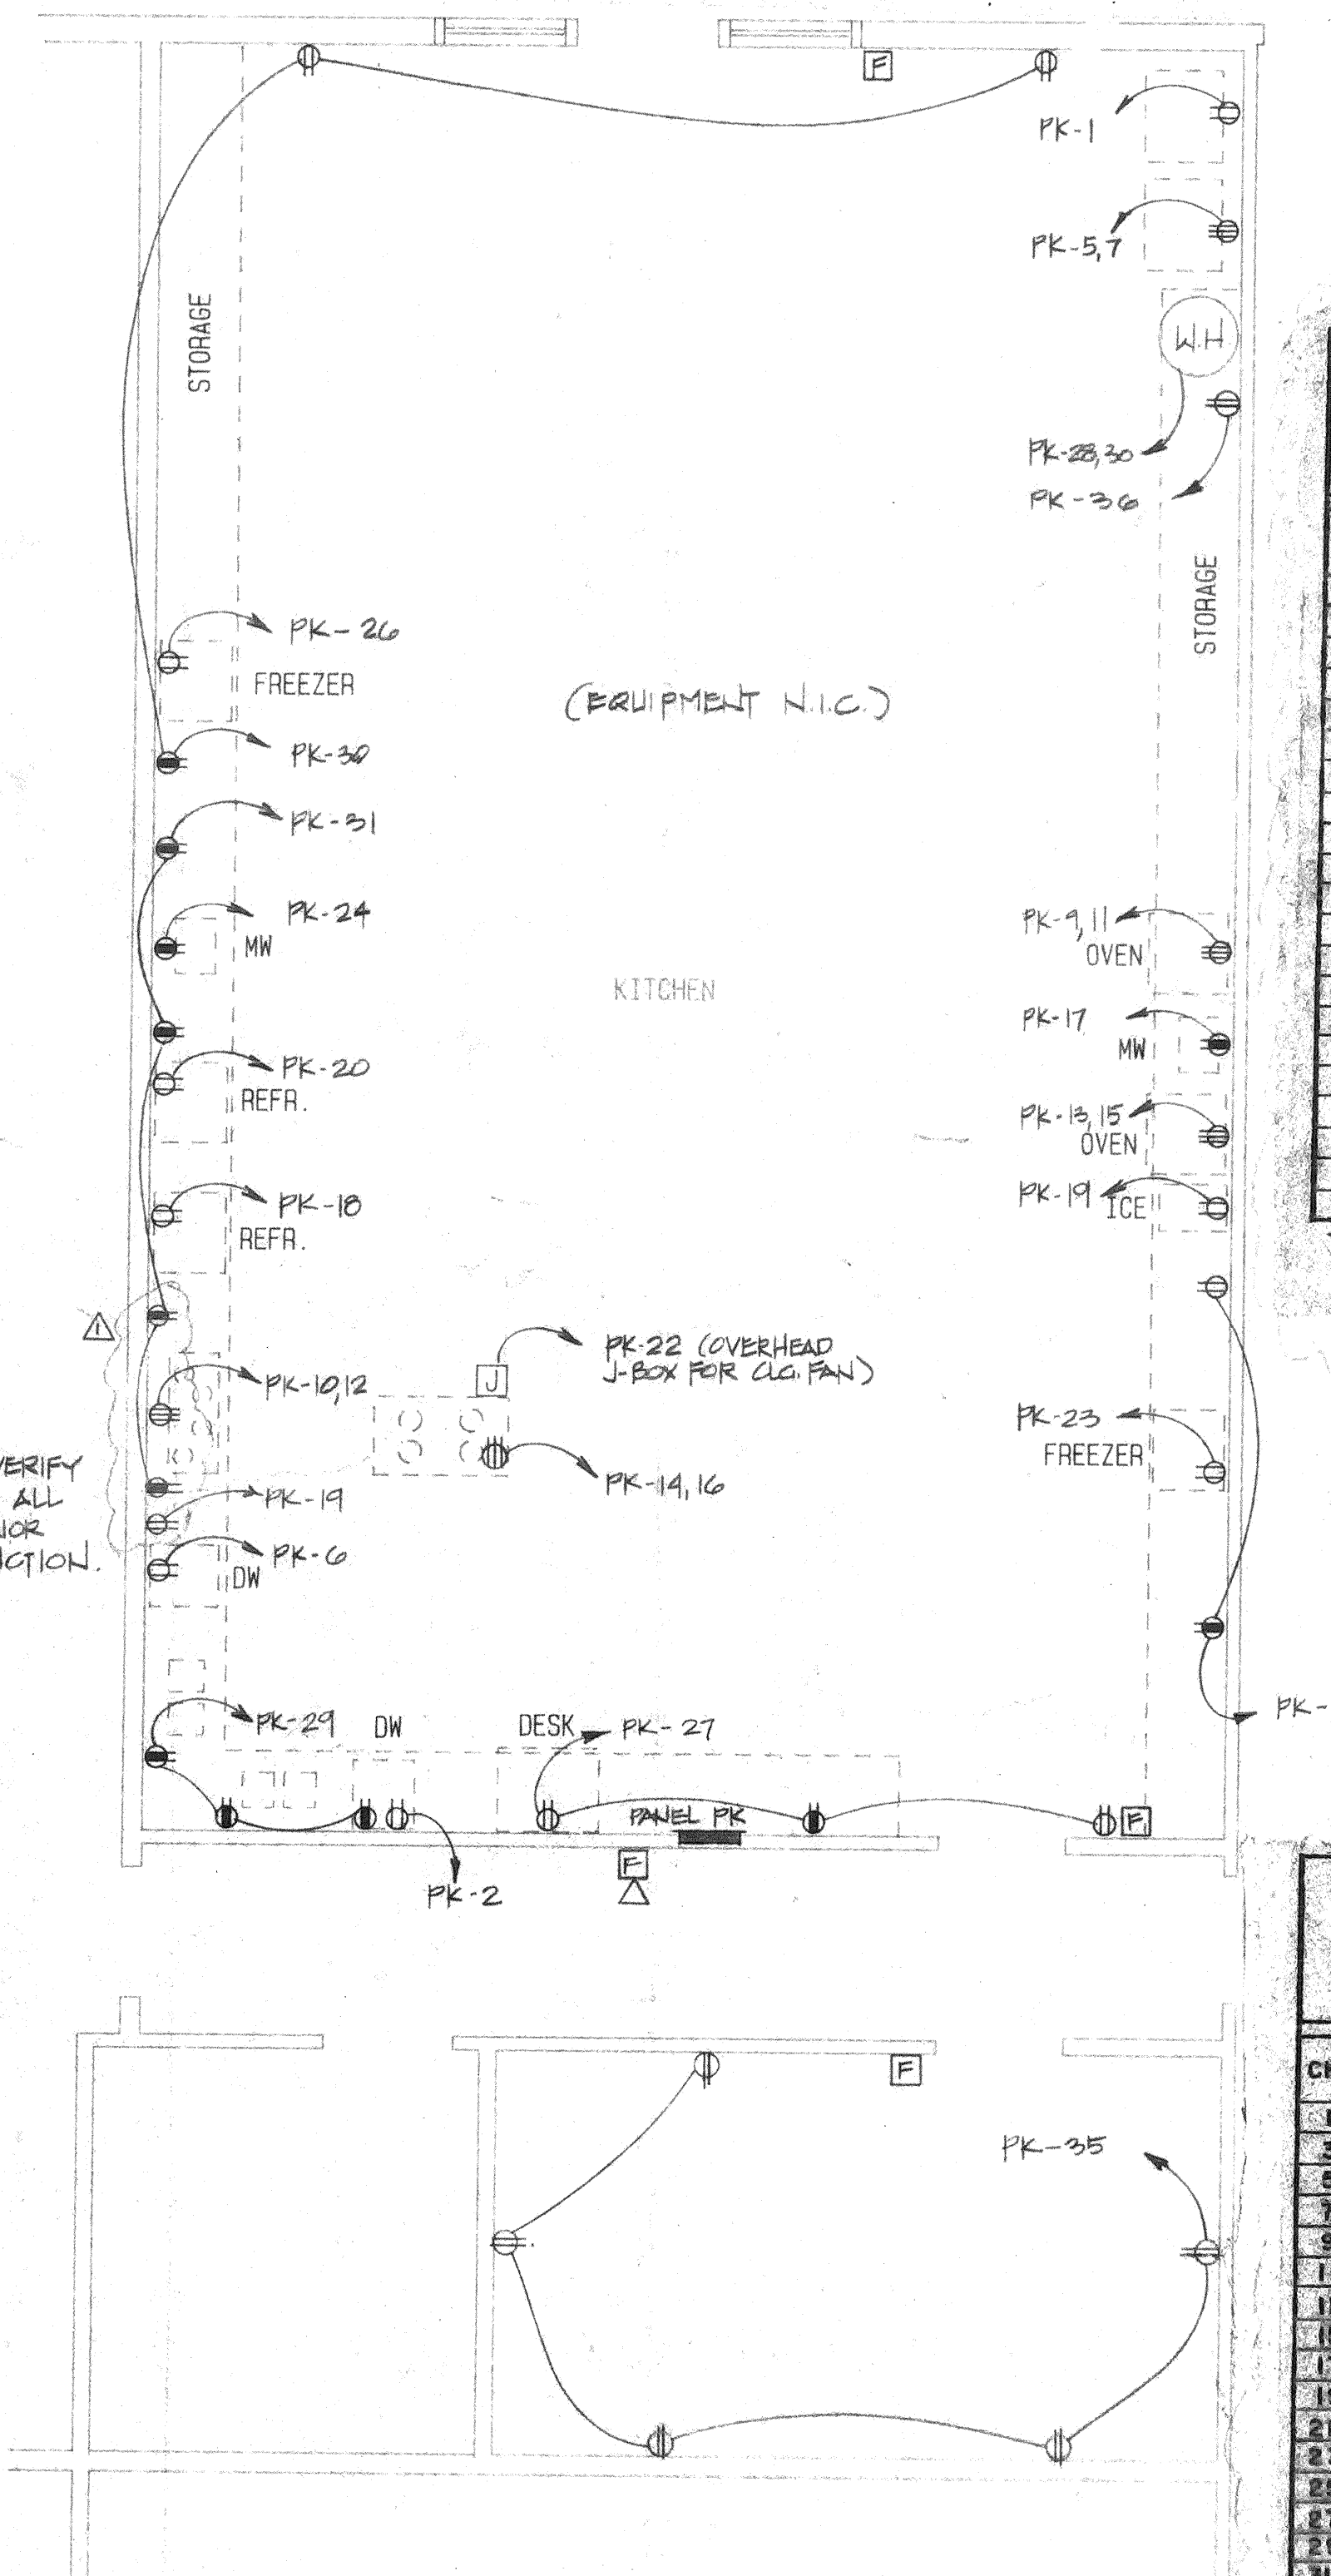 F
PK-1
PK-5,7
STORAGE
W.H.
PK-28,30
PK-36
STORAGE
PK-26
FREEZER
(EQUIPMENT N.I.C.)
PK-30
PK-31
PK-24
MW
PK-9,11
OVEN
KITCHEN
PK-17
MW
PK-20
REFR.
PK-13,15
OVEN
PK-18
REFR.
PK-19
ICE
1
PK-22 (OVERHEAD
J-BOX FOR CLG. FAN)
J
PK-10,12
PK-23
FREEZER
VERIFY
ALL
PK-14,16
PK-19
PK-6
DW
PK-
PK-29
DW
DESK
PK-27
PANEL PK
F
F
PK-2
F
PK-35